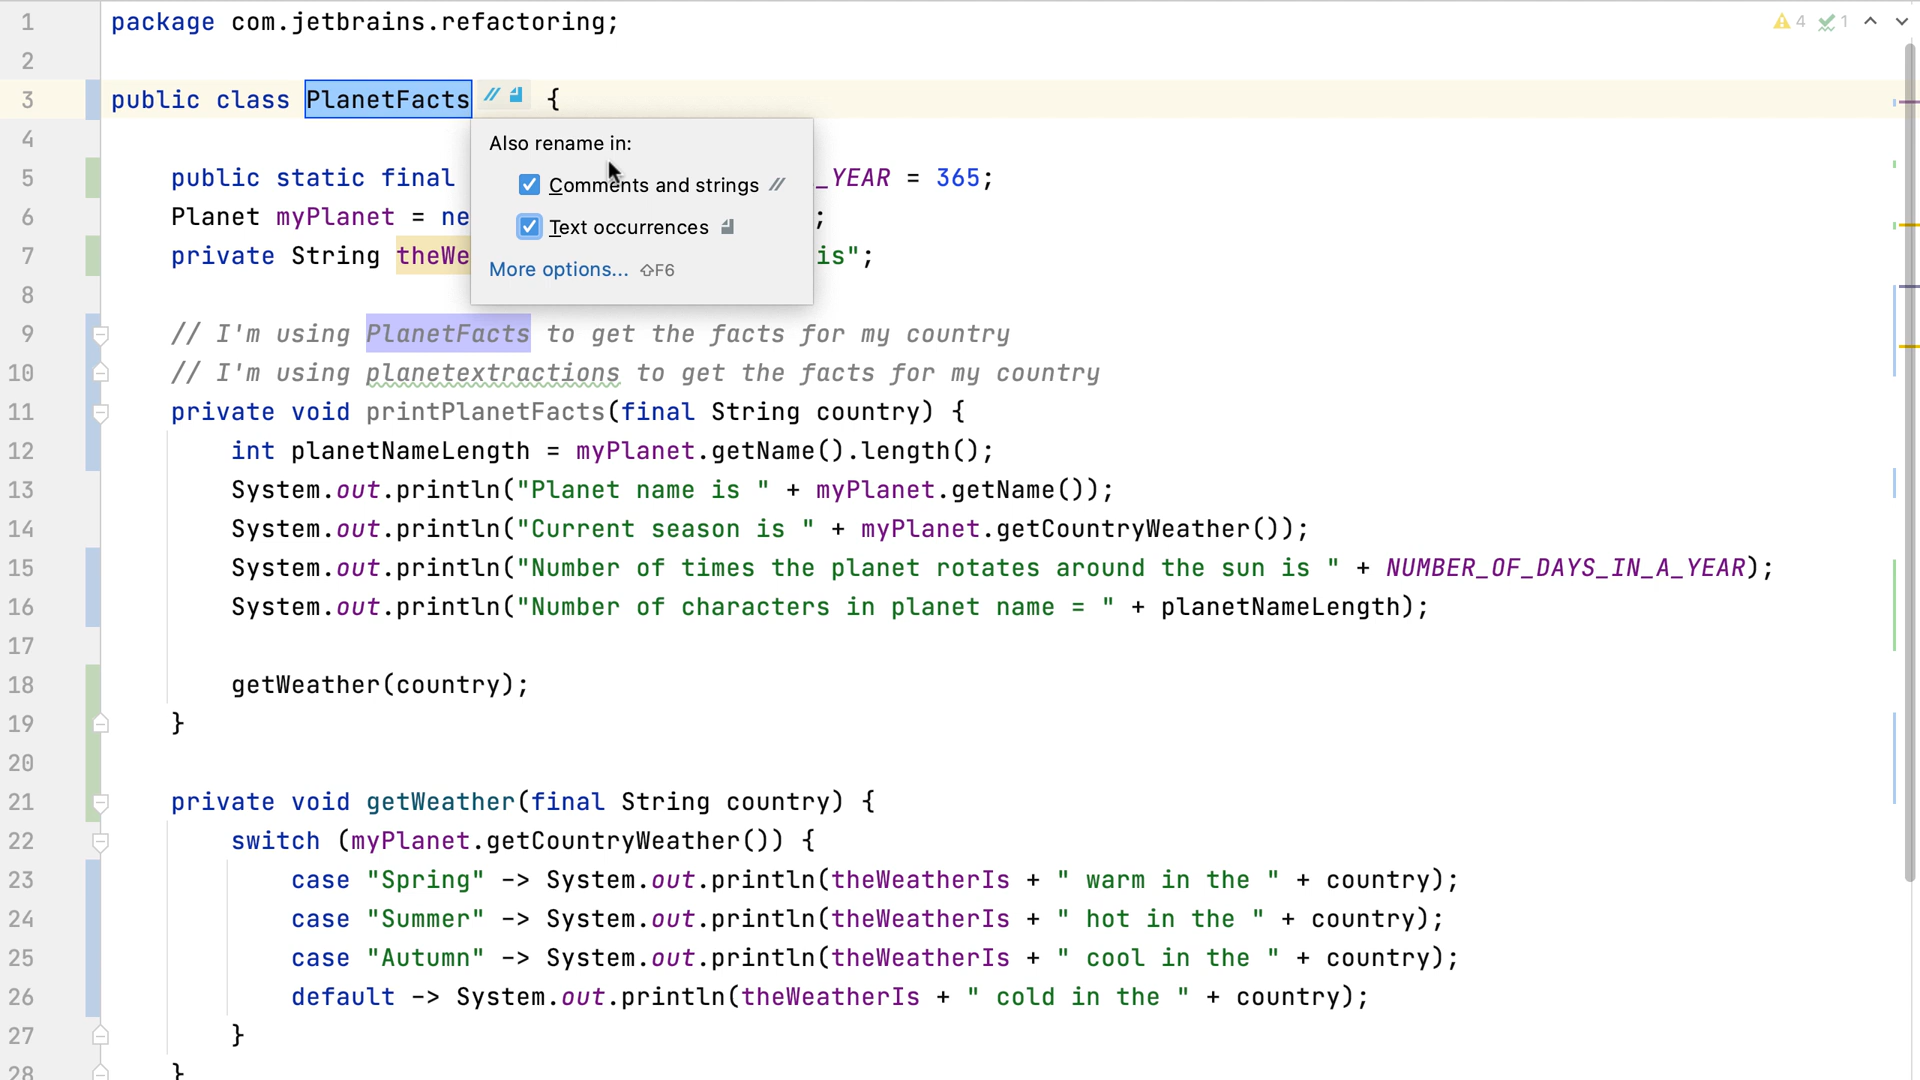 1 package com.jetbrains.refactoring; 4 1
2
3 public class PlanetFacts // {
4 Also rename in:
5 public static final Comments and strings // _YEAR = 365;
6 Planet myPlanet = ne Text occurrences ;
7 private String theWe More options... ⇧F6 is";
8
9 // I'm using PlanetFacts to get the facts for my country
10 // I'm using planetextractions to get the facts for my country
11 private void printPlanetFacts(final String country) {
12 int planetNameLength = myPlanet.getName().length();
13 System.out.println("Planet name is " + myPlanet.getName());
14 System.out.println("Current season is " + myPlanet.getCountryWeather());
15 System.out.println("Number of times the planet rotates around the sun is " + NUMBER_OF_DAYS_IN_A_YEAR);
16 System.out.println("Number of characters in planet name = " + planetNameLength);
17
18 getWeather(country);
19 }
20
21 private void getWeather(final String country) {
22 switch (myPlanet.getCountryWeather()) {
23 case "Spring" -> System.out.println(theWeatherIs + " warm in the " + country);
24 case "Summer" -> System.out.println(theWeatherIs + " hot in the " + country);
25 case "Autumn" -> System.out.println(theWeatherIs + " cool in the " + country);
26 default -> System.out.println(theWeatherIs + " cold in the " + country);
27 }
28 }